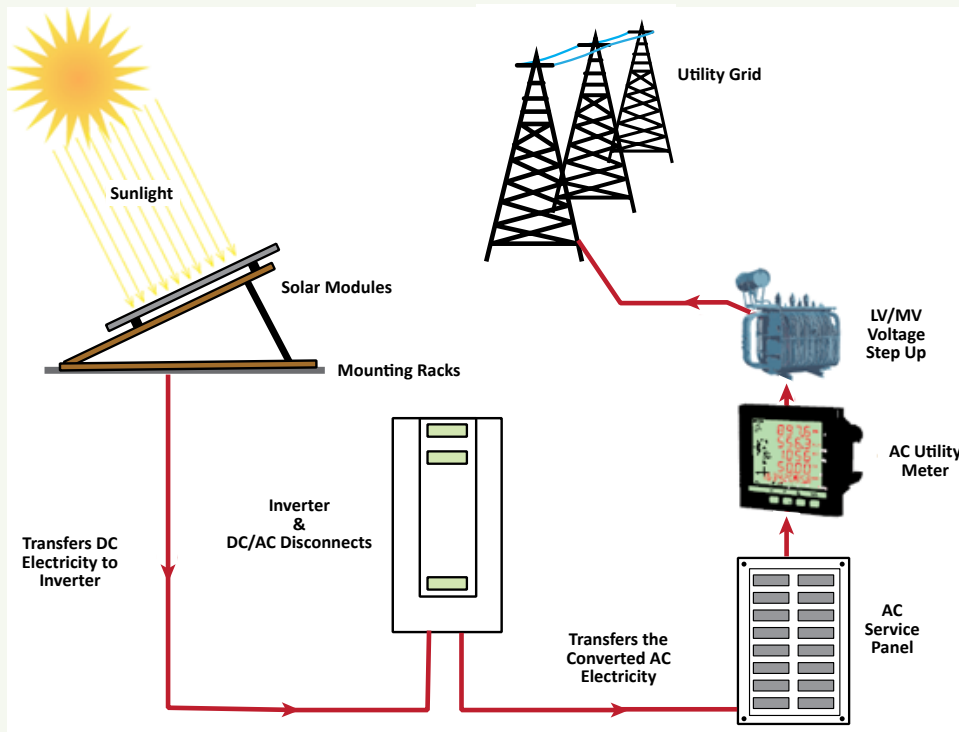 Utility Grid
Sunlight
Solar Modules
Mounting Racks
LV/MV
Voltage
Step Up
AC Utility
Meter
Inverter
&
DC/AC Disconnects
Transfers DC
Electricity to
Inverter
Transfers the
Converted AC
Electricity
AC
Service
Panel